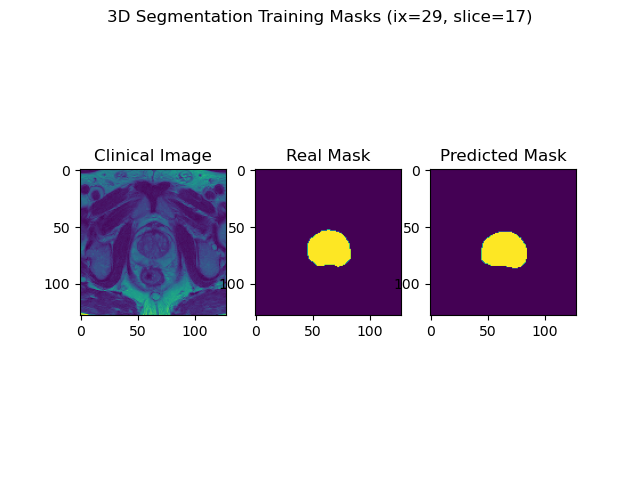 3D Segmentation Training Masks (ix=29, slice=17)
Clinical Image Real Mask Predicted Mask
0 0 0
50 50 50
100 100 100
0 50 100 0 50 100 0 50 100